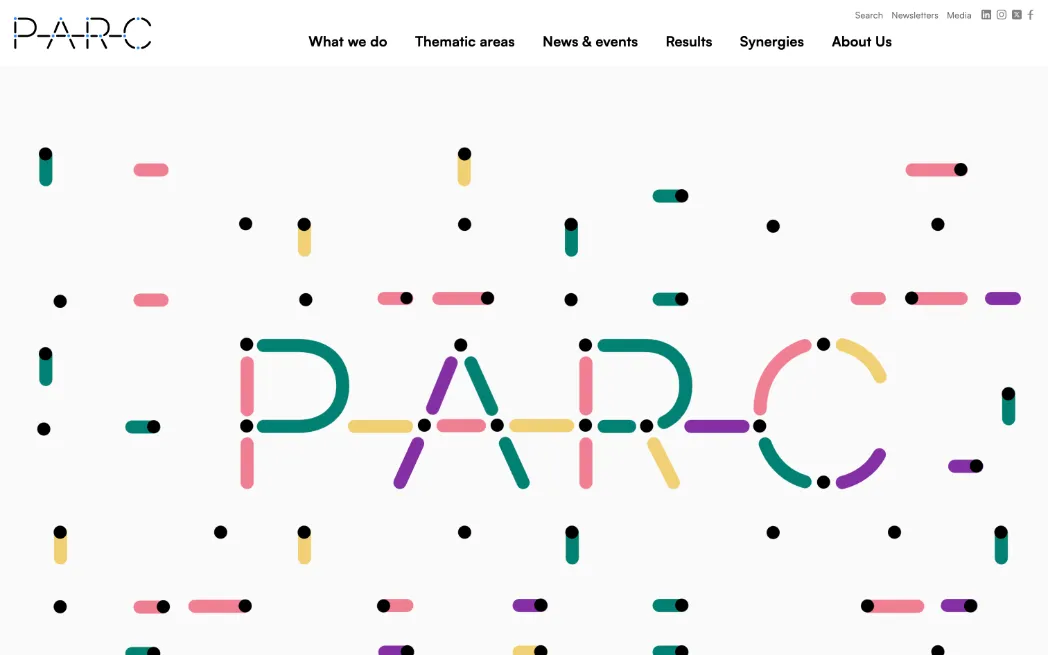 P-A-R-C
Search Newsletters Media
What we do Thematic areas News & events Results Synergies About Us
P-A-R-C